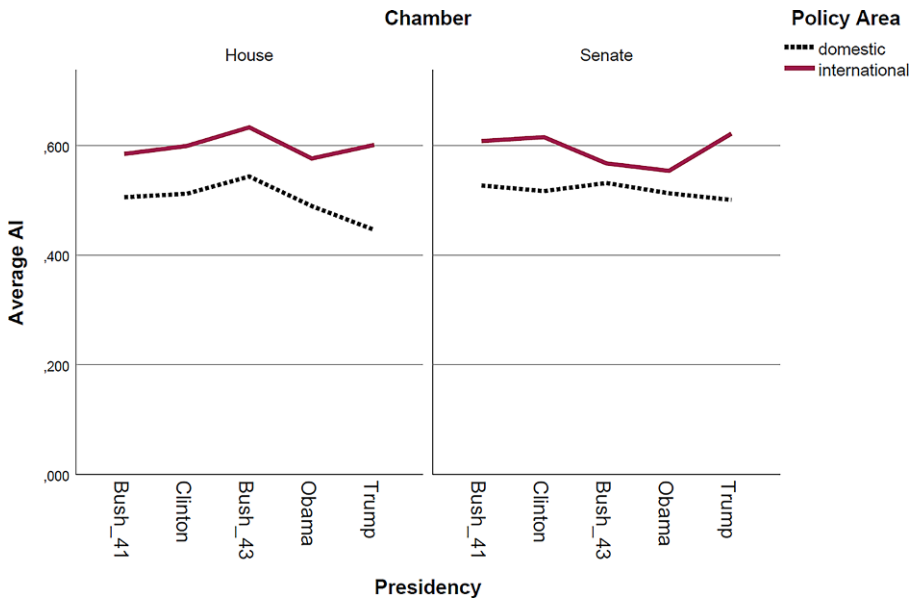 Chamber
Policy Area
domestic
international
House
Senate
Average AI
,600
,400
,200
,000
Bush_41
Clinton
Bush_43
Obama
Trump
Bush_41
Clinton
Bush_43
Obama
Trump
Presidency